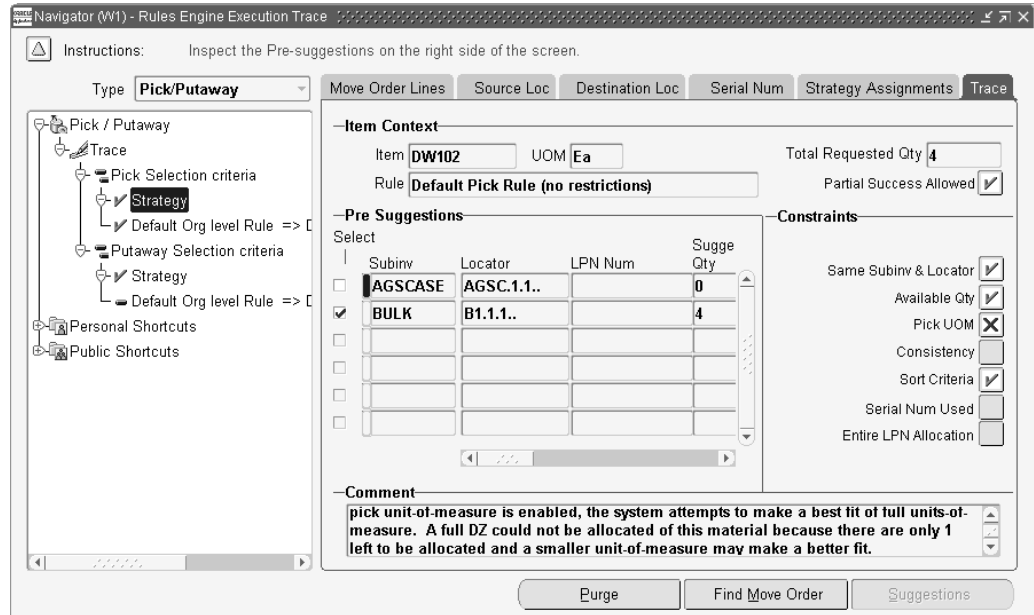 Navigator (W1) - Rules Engine Execution Trace
Instructions: Inspect the Pre-suggestions on the right side of the screen.
Type Pick/Putaway
Move Order Lines Source Loc Destination Loc Serial Num Strategy Assignments Trace
Pick / Putaway
Trace
Pick Selection criteria
Strategy
Default Org level Rule => D
Putaway Selection criteria
Strategy
Default Org level Rule => D
Personal Shortcuts
Public Shortcuts
Item Context
Item DW102 UOM Ea Total Requested Qty 4
Rule Default Pick Rule (no restrictions) Partial Success Allowed
Pre Suggestions
Select
Subinv Locator LPN Num Sugge
Qty
AGSCASE AGSC.1.1.. 0
BULK B1.1.1.. 4
Constraints
Same Subinv & Locator
Available Qty
Pick UOM
Consistency
Sort Criteria
Serial Num Used
Entire LPN Allocation
Comment
pick unit-of-measure is enabled, the system attempts to make a best fit of full units-of-
measure. A full DZ could not be allocated of this material because there are only 1
left to be allocated and a smaller unit-of-measure may make a better fit.
Purge Find Move Order Suggestions